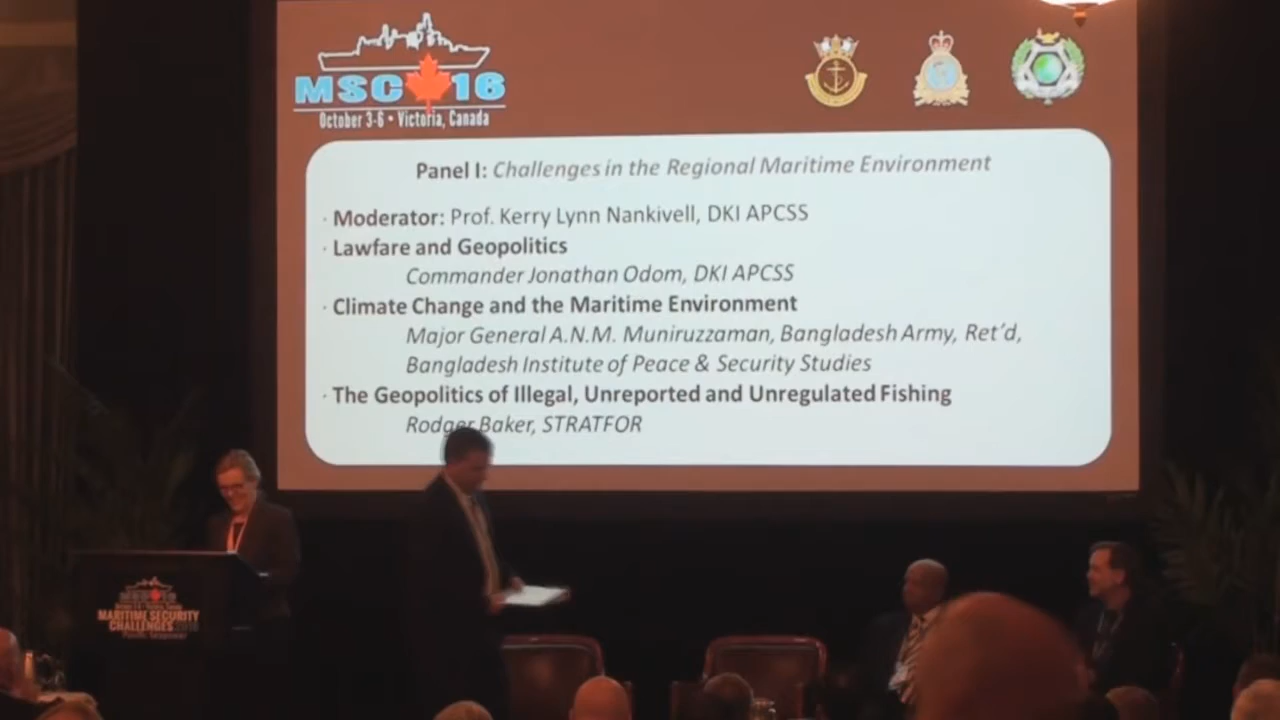 MSC 16
October 3-6 • Victoria, Canada
Panel I: Challenges in the Regional Maritime Environment
· Moderator: Prof. Kerry Lynn Nankivell, DKI APCSS
· Lawfare and Geopolitics
Commander Jonathan Odom, DKI APCSS
· Climate Change and the Maritime Environment
Major General A.N.M. Muniruzzaman, Bangladesh Army, Ret'd,
Bangladesh Institute of Peace & Security Studies
· The Geopolitics of Illegal, Unreported and Unregulated Fishing
Rodger Baker, STRATFOR
MARITIME SECURITY
CHALLENGES